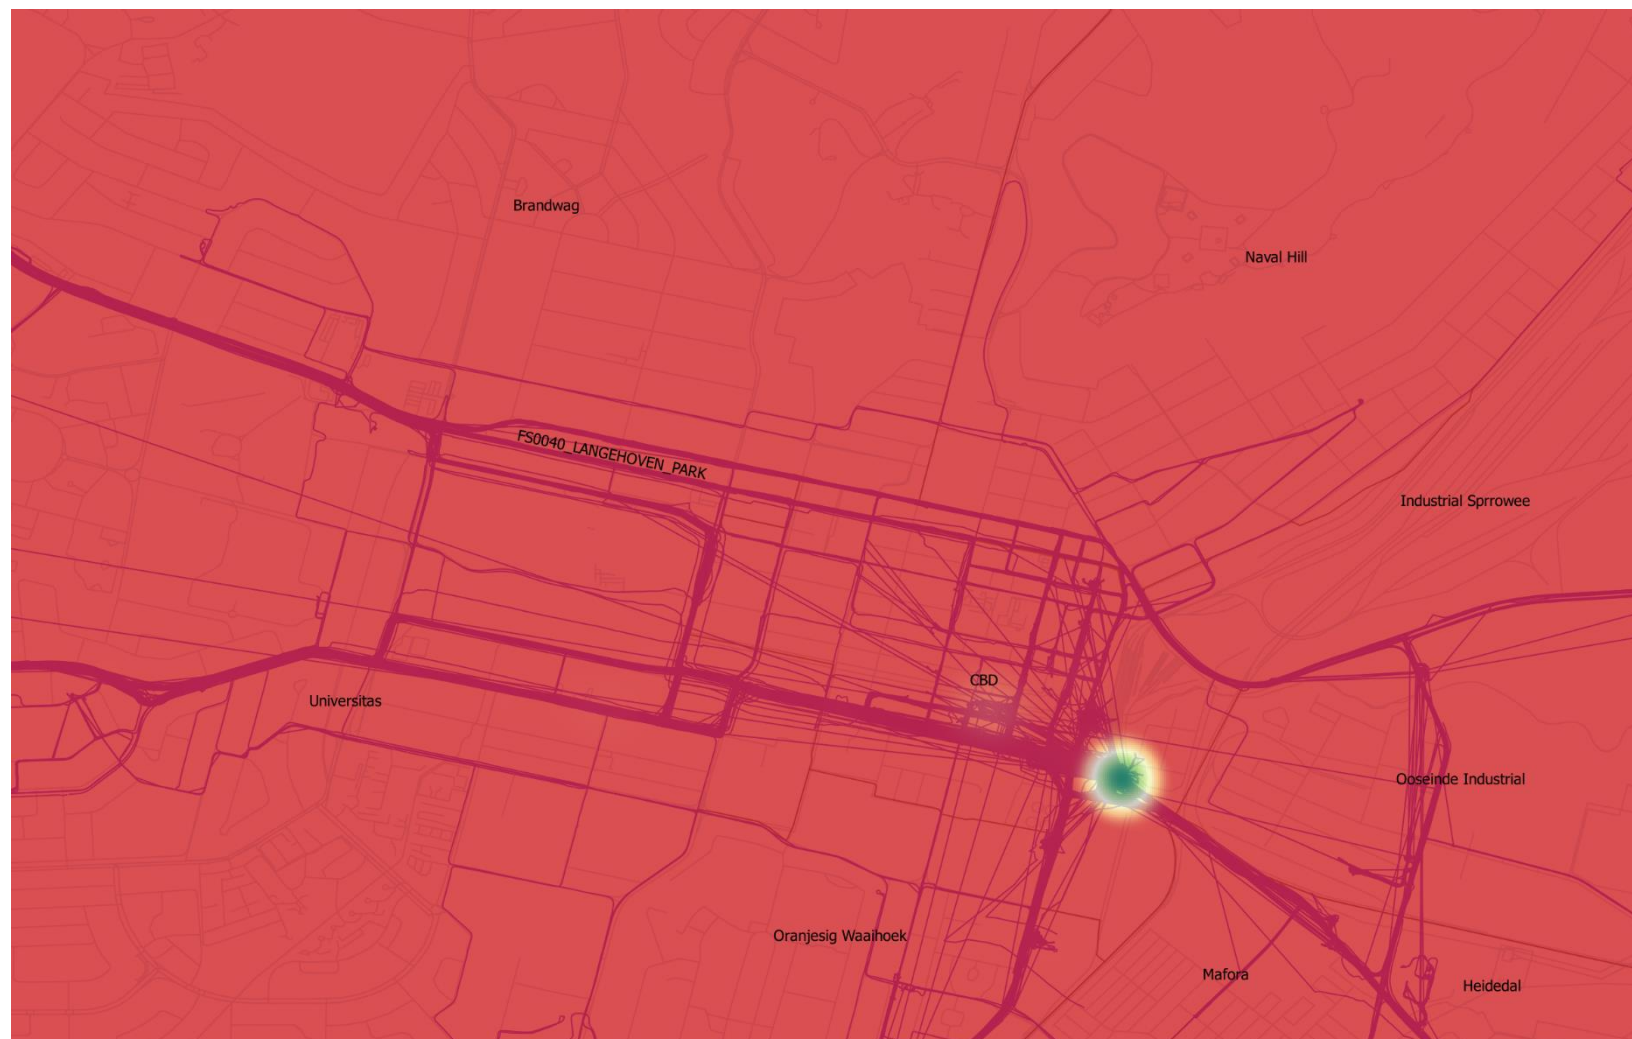 Brandwag
Naval Hill
FS0040_LANGEHOVEN_PARK
Industrial Sprrowee
CBD
Universitas
Ooseinde Industrial
Oranjesig Waaihoek
Mafora
Heidedal